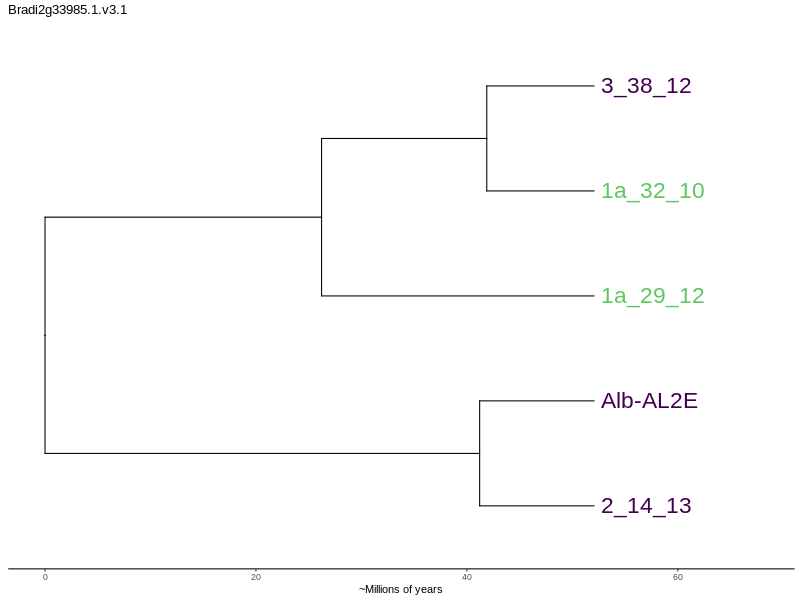 Bradi2g33985.1.v3.1
3_38_12
1a_32_10
1a_29_12
Alb-AL2E
2_14_13
0 20 40 60
~Millions of years